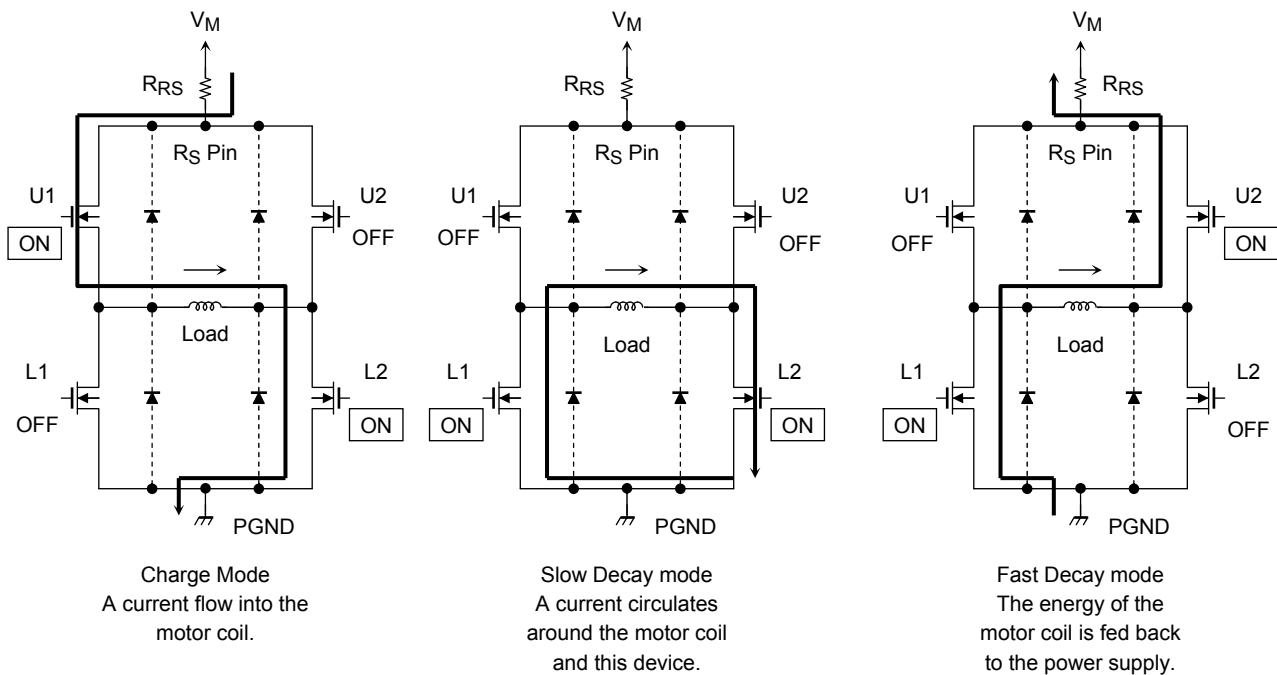 VM
RRS
RS Pin
U1
ON
U2
OFF
Load
L1
OFF
L2
ON
PGND
Charge Mode
A current flow into the
motor coil.
VM
RRS
RS Pin
U1
OFF
U2
OFF
Load
L1
ON
L2
ON
PGND
Slow Decay mode
A current circulates
around the motor coil
and this device.
VM
RRS
RS Pin
U1
OFF
U2
ON
Load
L1
ON
L2
OFF
PGND
Fast Decay mode
The energy of the
motor coil is fed back
to the power supply.